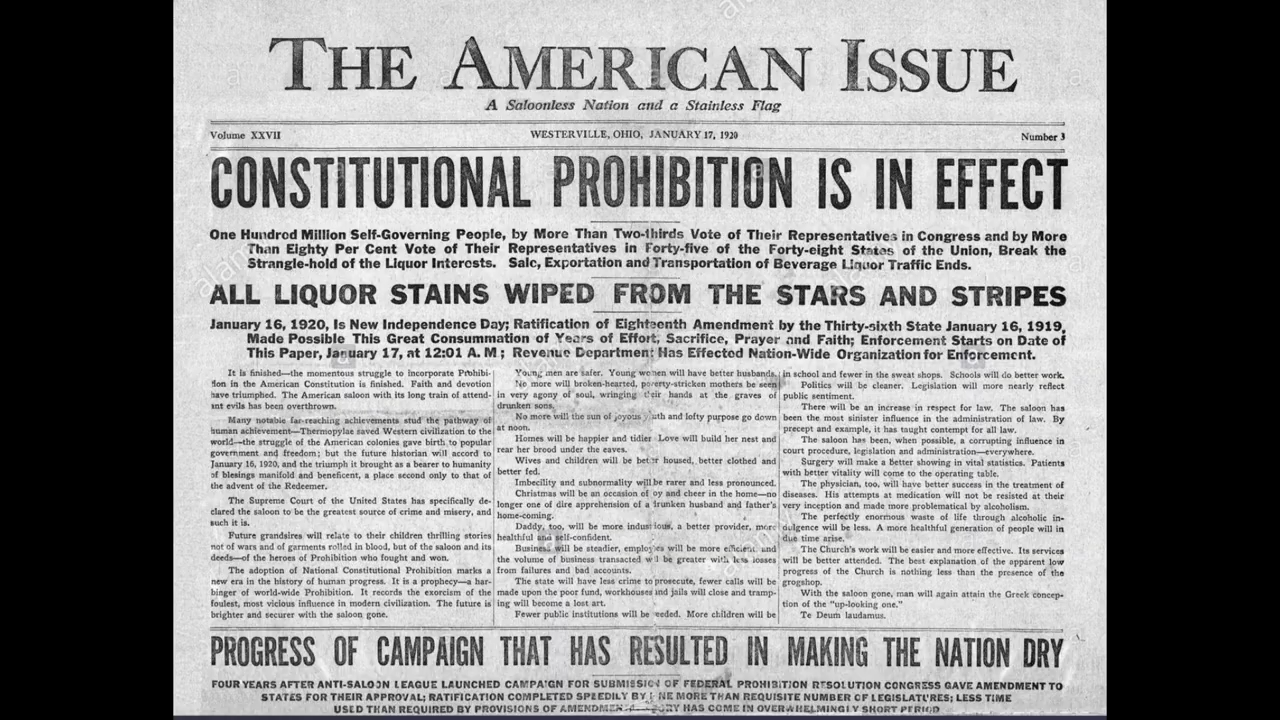 THE AMERICAN ISSUE
A Saloonless Nation and a Stainless Flag
Volume XXVII
WESTERVILLE, OHIO, JANUARY 17, 1920
Number 3
CONSTITUTIONAL PROHIBITION IS IN EFFECT
One Hundred Million Self-Governing People, by More Than Two-thirds Vote of Their Representatives in Congress and by More
Than Eighty Per Cent Vote of Their Representatives in Forty-five of the Forty-eight States of the Union, Break the
Strangle-hold of the Liquor Interests. Sale, Exportation and Transportation of Beverage Liquor Traffic Ends.
ALL LIQUOR STAINS WIPED FROM THE STARS AND STRIPES
January 16, 1920, Is New Independence Day; Ratification of Eighteenth Amendment by the Thirty-sixth State January 16, 1919,
Made Possible This Great Consummation of Years of Effort, Sacrifice, Prayer and Faith; Enforcement Starts on Date of
This Paper, January 17, at 12:01 A. M ; Revenue Department Has Effected Nation-Wide Organization for Enforcement.
It is finished—the momentous struggle to incorporate Prohibi-
tion in the American Constitution is finished. Faith and devotion
have triumphed. The American saloon with its long train of attend-
ant evils has been overthrown.
Many notable far-reaching achievements stud the pathway of
human achievement—Thermopylae saved Western civilization to the
world—the struggle of the American colonies gave birth to popular
government and freedom; but the future historian will accord to
January 16, 1920, and the triumph it brought as a bearer to humanity
of blesings manifold and beneficent, a place second only to that of
the advent of the Redeemer.
The Supreme Court of the United States has specifically de-
clared the saloon to be the greatest source of crime and misery, and
such it is.
Future grandsires will relate to their children thrilling stories
not of wars and of garments rolled in blood, but of the saloon and its
deeds—of the heroes of Prohibition who fought and won.
The adoption of National Constitutional Prohibition marks a
new era in the history of human progress. It is a prophecy—a har-
binger of world-wide Prohibition. It records the exorcism of the
foulest, most vicious influence in modern civilization. The future is
brighter and securer with the saloon gone.
Young men are safer. Young women will have better husbands.
No more will broken-hearted, poverty-stricken mothers be seen
in very agony of soul, wringing their hands at the graves of
drunken sons.
No more will the sun of joyous youth and lofty purpose go down
at noon.
Homes will be happier and tidier Love will build her nest and
rear her brood under the eaves.
Wives and children will be better housed, better clothed and
better fed.
Imbecility and subnormality will be rarer and less pronounced.
Christmas will be an occasion of joy and cheer in the home—no
longer one of dire apprehension of a drunken husband and father's
home-coming.
Daddy, too, will be more industrious, a better provider, more
healthful and self-confident.
Business will be steadier, employes will be more efficient and
the volume of business transacted will be greater with less losses
from failures and bad accounts.
The state will have less crime to prosecute, fewer calls will be
made upon the poor fund, workhouses and jails will close and tramp-
ing will become a lost art.
Fewer public institutions will be needed. More children will be
in school and fewer in the sweat shops. Schools will do better work.
Politics will be cleaner. Legislation will more nearly reflect
public sentiment.
There will be an increase in respect for law. The saloon has
been the most sinister influence in the administration of law. By
precept and example, it has taught contempt for all law.
The saloon has been, when possible, a corrupting influence in
court procedure, legislation and administration—everywhere.
Surgery will make a better showing in vital statistics. Patients
with better vitality will come to the operating table.
The physician, too, will have better success in the treatment of
diseases. His attempts at medication will not be resisted at their
very inception and made more problematical by alcoholism.
The perfectly enormous waste of life through alcoholic in-
dulgence will be less. A more healthful generation of people will in
due time arise.
The Church's work will be easier and more effective. Its services
will be better attended. The best explanation of the apparent low
progress of the Church is nothing less than the presence of the
grogshop.
With the saloon gone, man will again attain the Greek concep-
tion of the "up-looking one."
Te Deum laudamus.
PROGRESS OF CAMPAIGN THAT HAS RESULTED IN MAKING THE NATION DRY
FOUR YEARS AFTER ANTI-SALOON LEAGUE LAUNCHED CAMPAIGN FOR SUBMISSION OF FEDERAL PROHIBITION RESOLUTION CONGRESS GAVE AMENDMENT TO
STATES FOR THEIR APPROVAL; RATIFICATION COMPLETED SPEEDILY BY NINE MORE THAN REQUISITE NUMBER OF LEGISLATURES; LESS TIME
USED THAN REQUIRED BY PROVISIONS OF AMENDMENT HAS COME IN OVERWHELMINGLY SHORT PERIOD